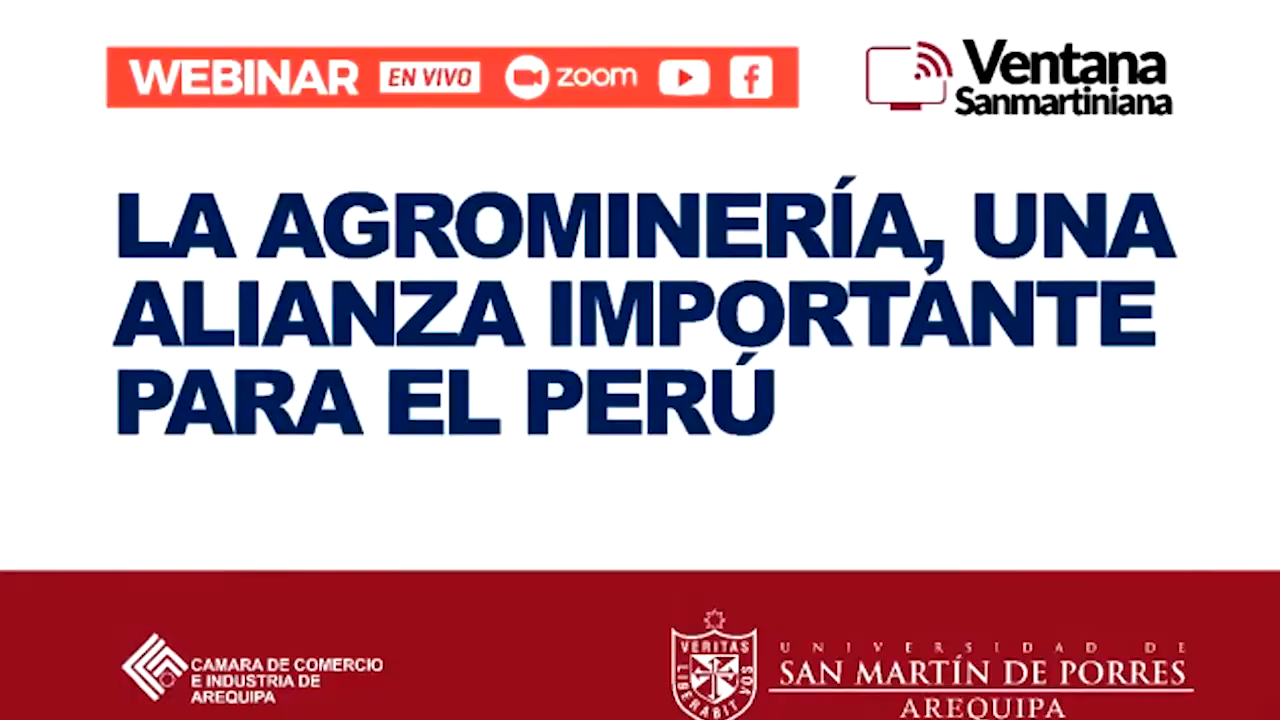 WEBINAR EN VIVO zoom
Ventana
Sanmartiniana
LA AGROMINERÍA, UNA
ALIANZA IMPORTANTE
PARA EL PERÚ
CAMARA DE COMERCIO
E INDUSTRIA DE
AREQUIPA
VERITAS
LIBERABIT VOS
UNIVERSIDAD DE
SAN MARTÍN DE PORRES
AREQUIPA